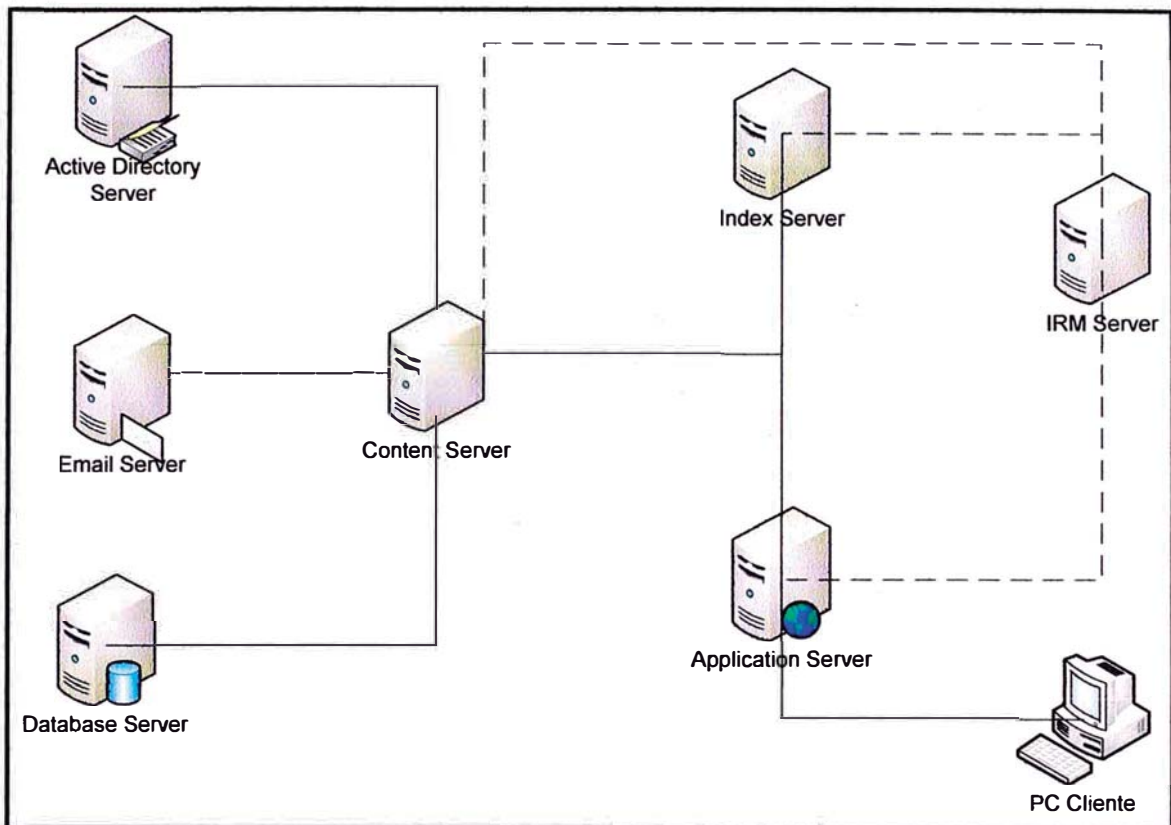 Active Directory
Server
Index Server
IRM Server
Email Server
Content Server
Application Server
Database Server
PC Cliente